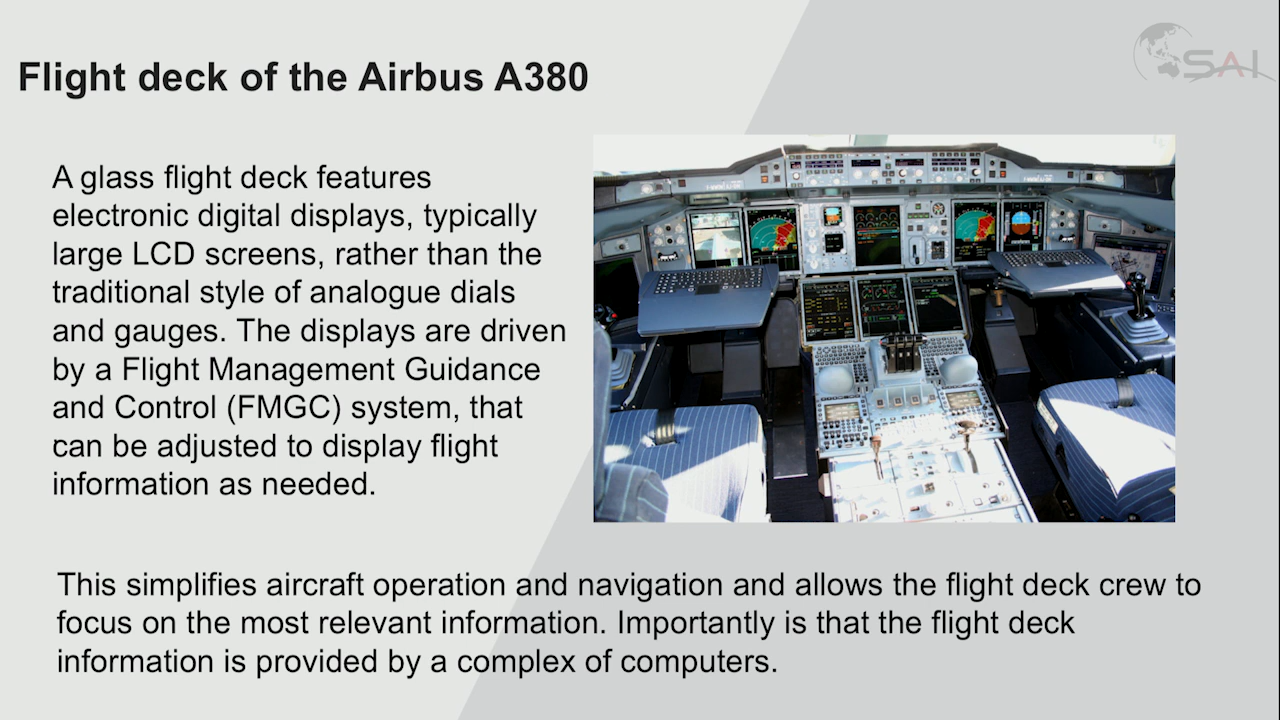 SAI
Flight deck of the Airbus A380
A glass flight deck features
electronic digital displays, typically
large LCD screens, rather than the
traditional style of analogue dials
and gauges. The displays are driven
by a Flight Management Guidance
and Control (FMGC) system, that
can be adjusted to display flight
information as needed.
This simplifies aircraft operation and navigation and allows the flight deck crew to
focus on the most relevant information. Importantly is that the flight deck
information is provided by a complex of computers.